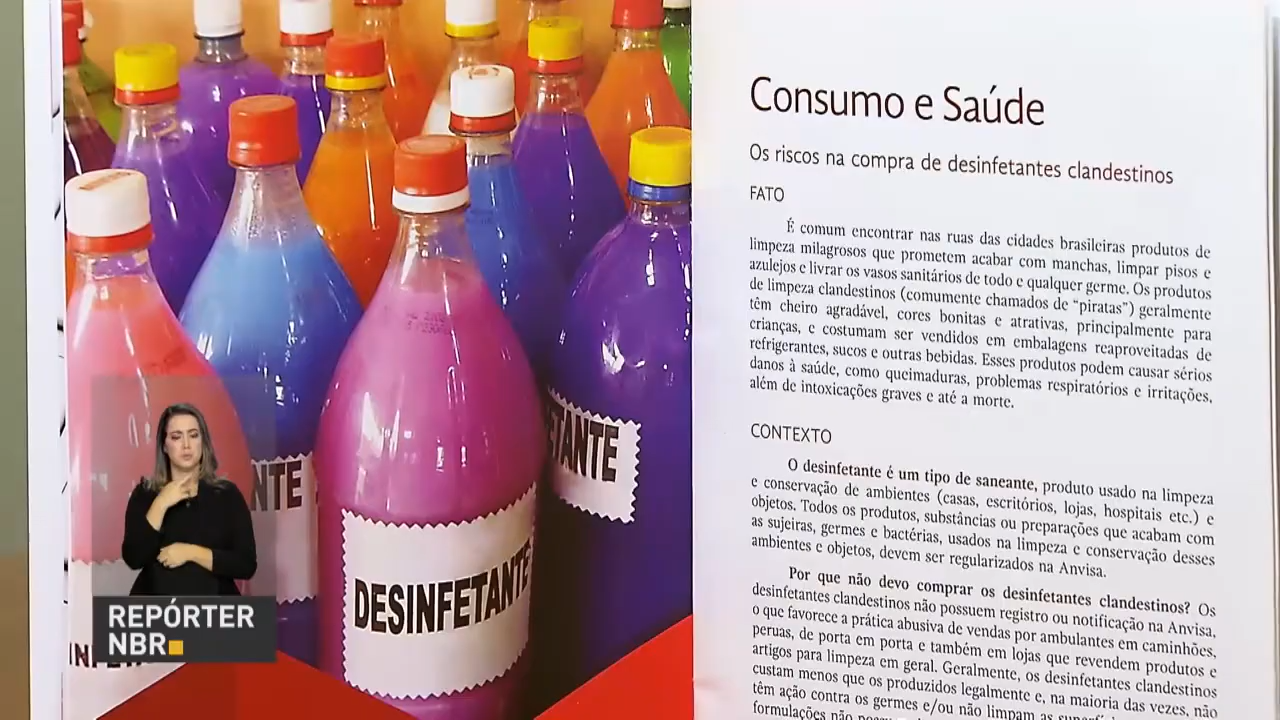 Consumo e Saúde
Os riscos na compra de desinfetantes clandestinos
FATO
É comum encontrar nas ruas das cidades brasileiras produtos de
limpeza milagrosos que prometem acabar com manchas, limpar pisos e
azulejos e livrar os vasos sanitários de todo e qualquer germe. Os produtos
de limpeza clandestinos (comumente chamados de “piratas”) geralmente
têm cheiro agradável, cores bonitas e atrativas, principalmente para
crianças, e costumam ser vendidos em embalagens reaproveitadas de
refrigerantes, sucos e outras bebidas. Esses produtos podem causar sérios
danos à saúde, como queimaduras, problemas respiratórios e irritações,
além de intoxicações graves e até a morte.
CONTEXTO
O desinfetante é um tipo de saneante, produto usado na limpeza
e conservação de ambientes (casas, escritórios, lojas, hospitais etc.) e
objetos. Todos os produtos, substâncias ou preparações que acabam com
as sujeiras, germes e bactérias, usados na limpeza e conservação desses
ambientes e objetos, devem ser regularizados na Anvisa.
Por que não devo comprar os desinfetantes clandestinos? Os
desinfetantes clandestinos não possuem registro ou notificação na Anvisa,
o que favorece a prática abusiva de vendas por ambulantes em caminhões,
peruas, de porta em porta e também em lojas que revendem produtos e
artigos para limpeza em geral. Geralmente, os desinfetantes clandestinos
custam menos que os produzidos legalmente e, na maioria das vezes, não
têm ação contra os germes e/ou não limpam as
formulações não
ETANTE
NTE
DESINFETANTE
REPÓRTER
NBR